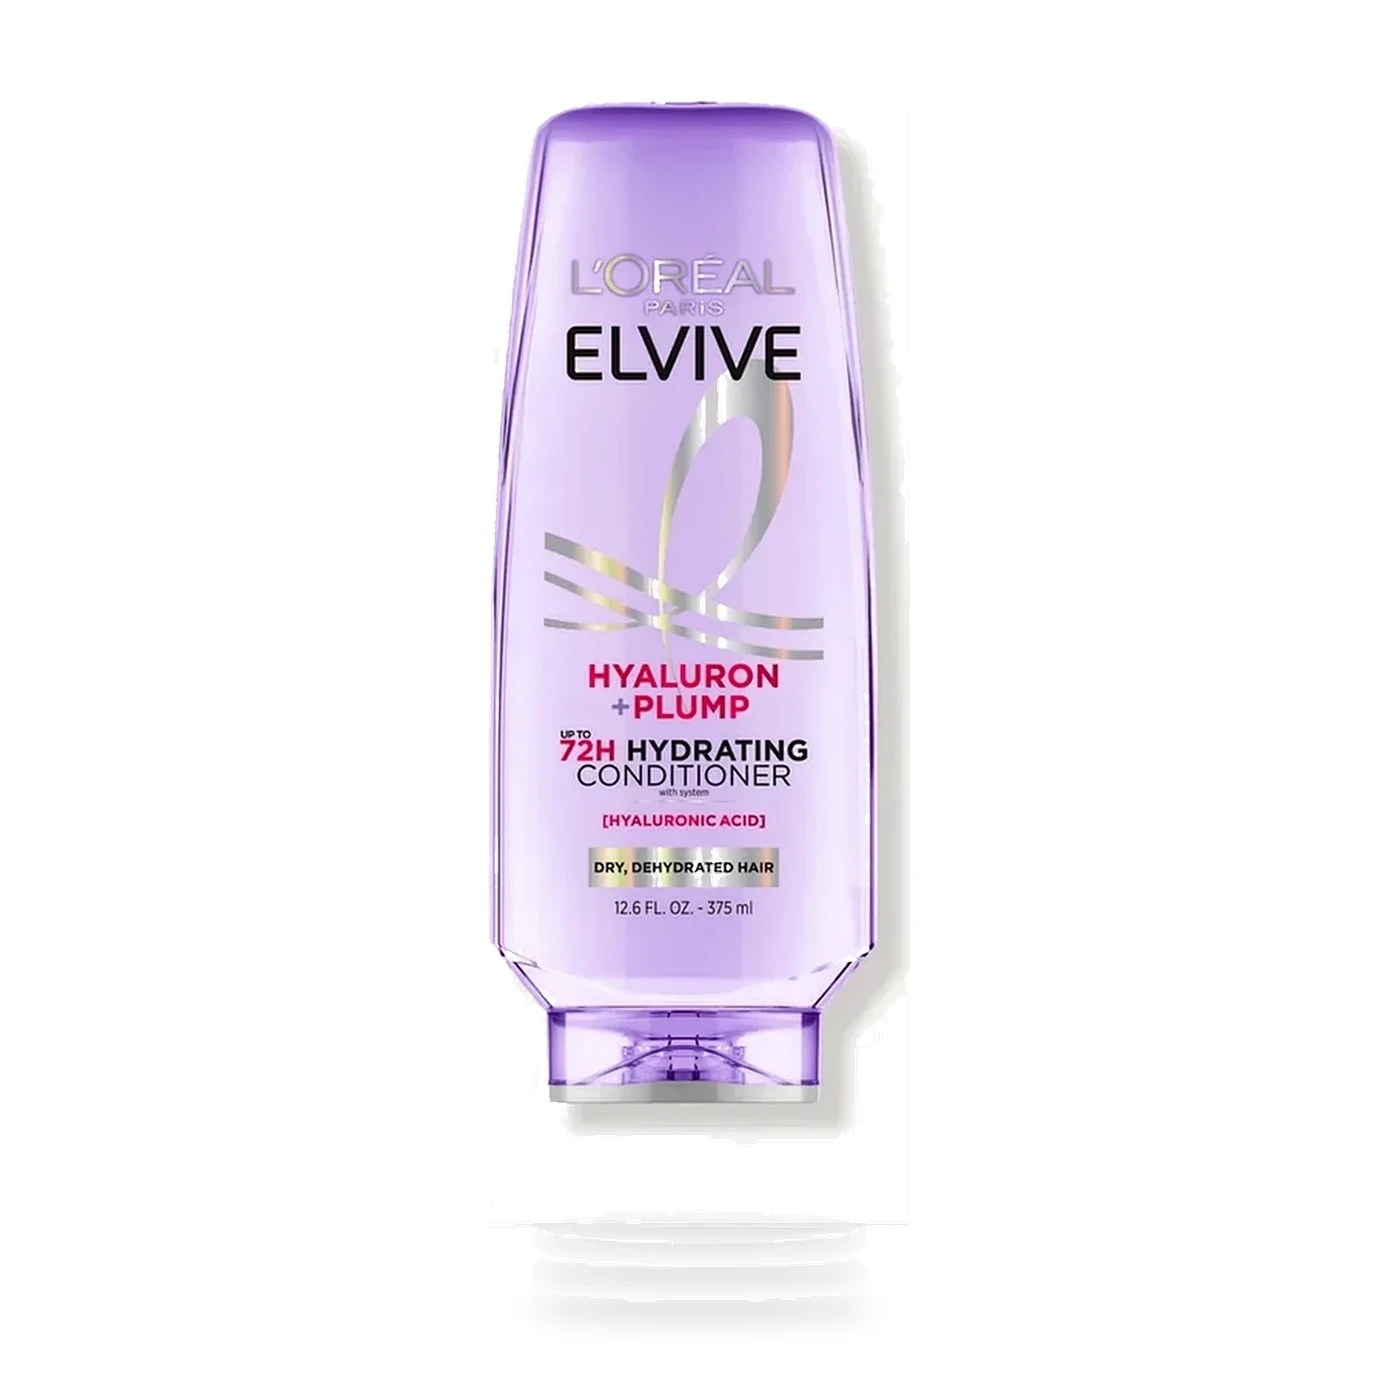 L'ORÉAL
PARIS
ELVIVE
HYALURON
+PLUMP
UP TO
72H HYDRATING
CONDITIONER
with system
[HYALURONIC ACID]
DRY, DEHYDRATED HAIR
12.6 FL. OZ. - 375 ml